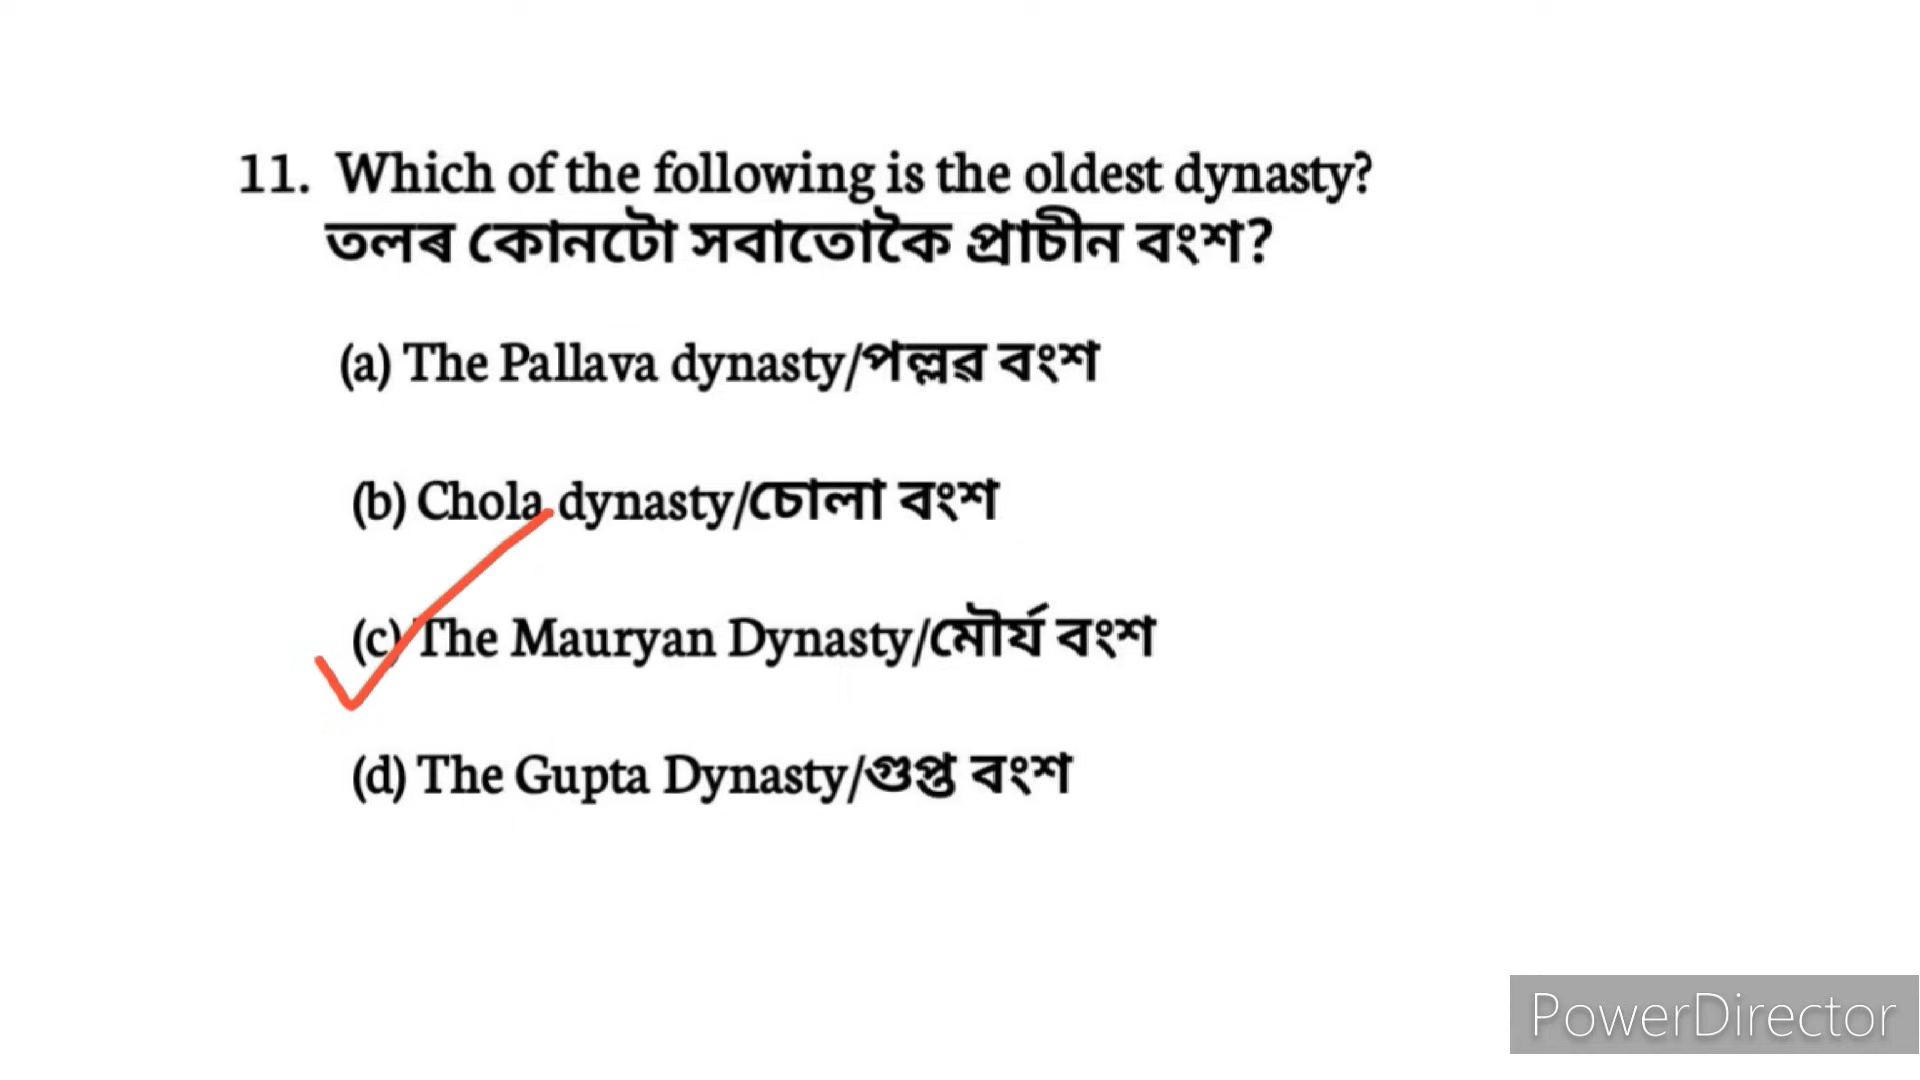 11. Which of the following is the oldest dynasty?
তলৰ কোনটো সবাতোকৈ প্ৰাচীন বংশ?
(a) The Pallava dynasty/পল্লৱ বংশ
(b) Chola dynasty/চোলা বংশ
(c) The Mauryan Dynasty/মৌৰ্য বংশ
(d) The Gupta Dynasty/গুপ্ত বংশ
PowerDirector